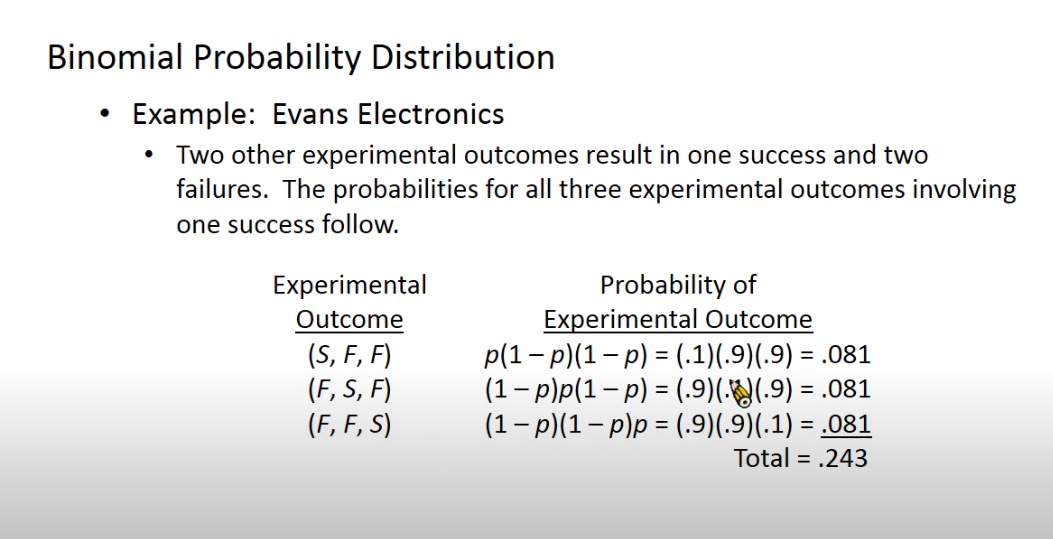 Binomial Probability Distribution
• Example: Evans Electronics
• Two other experimental outcomes result in one success and two
failures. The probabilities for all three experimental outcomes involving
one success follow.
Experimental Probability of
Outcome Experimental Outcome
(S, F, F) p(1 – p)(1 – p) = (.1)(.9)(.9) = .081
(F, S, F) (1 – p)p(1 – p) = (.9)(. )(.9) = .081
(F, F, S) (1 – p)(1 – p)p = (.9)(.9)(.1) = .081
Total = .243